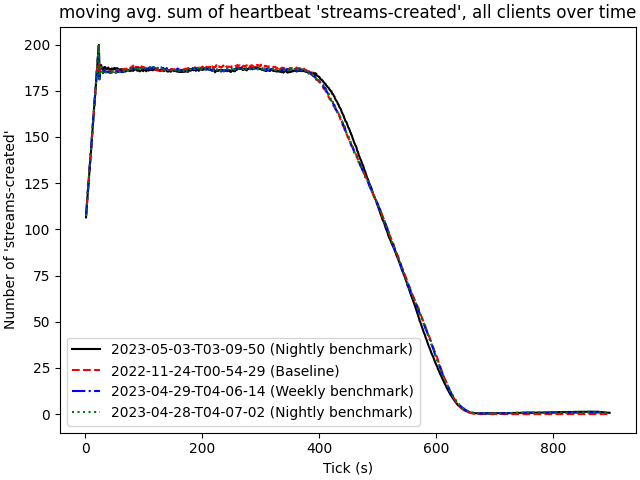 moving avg. sum of heartbeat 'streams-created', all clients over time
Number of 'streams-created'
200
175
150
125
100
75
50
25
0
2023-05-03-T03-09-50 (Nightly benchmark)
2022-11-24-T00-54-29 (Baseline)
2023-04-29-T04-06-14 (Weekly benchmark)
2023-04-28-T04-07-02 (Nightly benchmark)
0 200 400 600 800
Tick (s)